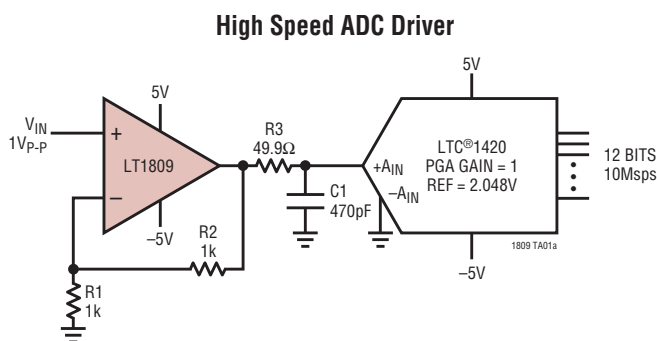 High Speed ADC Driver
5V
VIN
1VP-P
+
LT1809
–
–5V
R1
1k
R2
1k
R3
49.9Ω
C1
470pF
5V
+AIN
–AIN
LTC®1420
PGA GAIN = 1
REF = 2.048V
–5V
12 BITS
10Msps
1809 TA01a